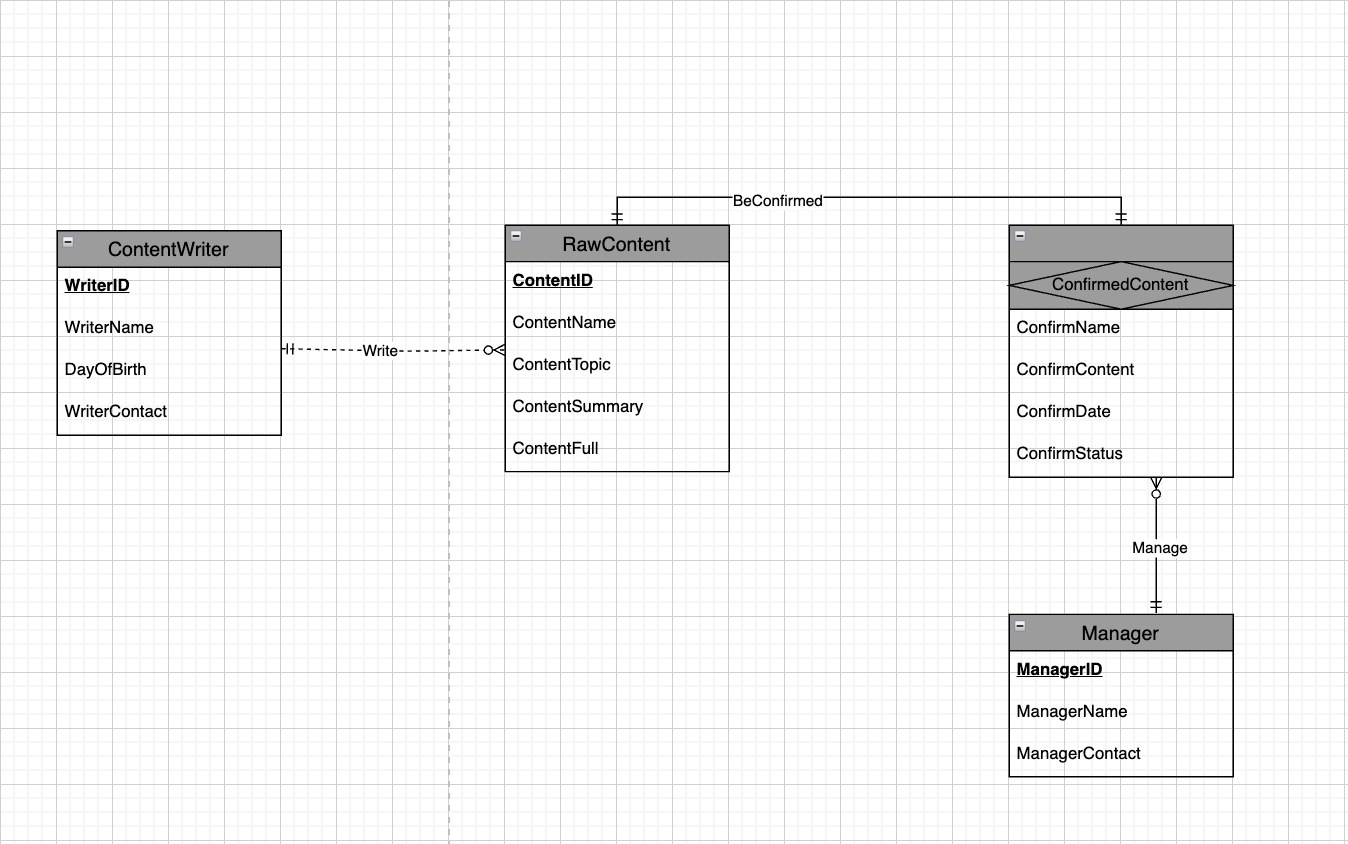 BeConfirmed
ContentWriter
WriterID
WriterName
DayOfBirth
WriterContact
Write
RawContent
ContentID
ContentName
ContentTopic
ContentSummary
ContentFull
ConfirmedContent
ConfirmName
ConfirmContent
ConfirmDate
ConfirmStatus
Manage
Manager
ManagerID
ManagerName
ManagerContact